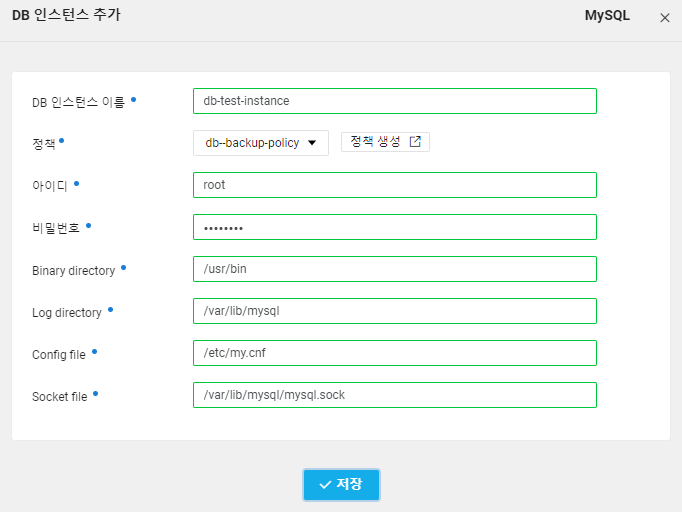 DB 인스턴스 추가 MySQL
DB 인스턴스 이름 db-test-instance
정책 db--backup-policy 정책 생성
아이디 root
비밀번호 ••••••••
Binary directory /usr/bin
Log directory /var/lib/mysql
Config file /etc/my.cnf
Socket file /var/lib/mysql/mysql.sock
저장